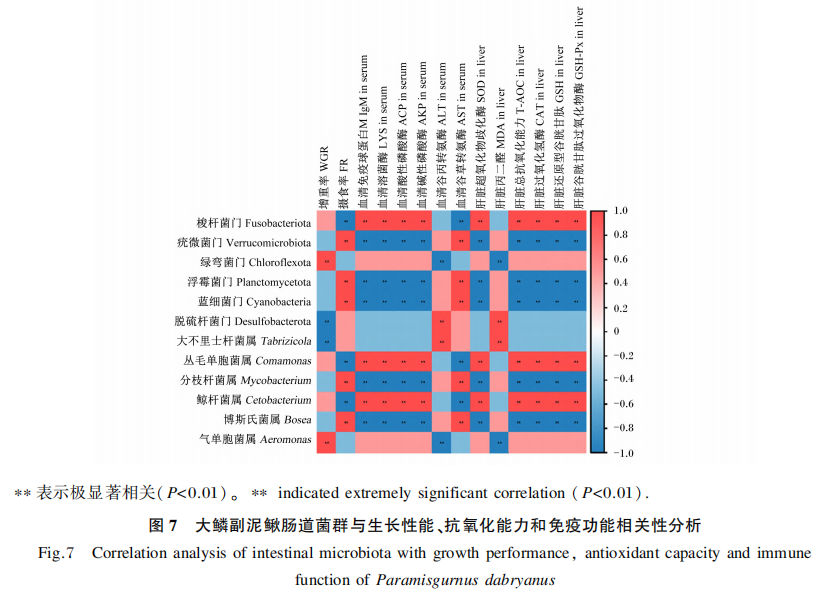 增重率 WGR
摄食率 FR
血清免疫球蛋白M IgM in serum
血清溶菌酶 LYS in serum
血清酸性磷酸酶 ACP in serum
血清碱性磷酸酶 AKP in serum
血清谷丙转氨酶 ALT in serum
血清谷草转氨酶 AST in serum
肝脏超氧化物歧化酶 SOD in liver
肝脏丙二醛 MDA in liver
肝脏总抗氧化能力 T-AOC in liver
肝脏过氧化氢酶 CAT in liver
肝脏还原型谷胱甘肽 GSH in liver
肝脏谷胱甘肽过氧化物酶 GSH-Px in liver
梭杆菌门 Fusobacteriota
疣微菌门 Verrucomicrobiota
绿弯菌门 Chloroflexota
浮霉菌门 Planctomycetota
蓝细菌门 Cyanobacteria
脱硫杆菌门 Desulfobacterota
大不里士杆菌属 Tabrizicola
丛毛单胞菌属 Comamonas
分枝杆菌属 Mycobacterium
鲸杆菌属 Cetobacterium
博斯氏菌属 Bosea
气单胞菌属 Aeromonas
1.0
0.8
0.6
0.4
0.2
0
−0.2
−0.4
−0.6
−0.8
−1.0
** 表示极显著相关(P<0.01)。 ** indicated extremely significant correlation (P<0.01).
图 7 大鳞副泥鳅肠道菌群与生长性能、抗氧化能力和免疫功能相关性分析
Fig.7 Correlation analysis of intestinal microbiota with growth performance, antioxidant capacity and immune
function of Paramisgurnus dabryanus